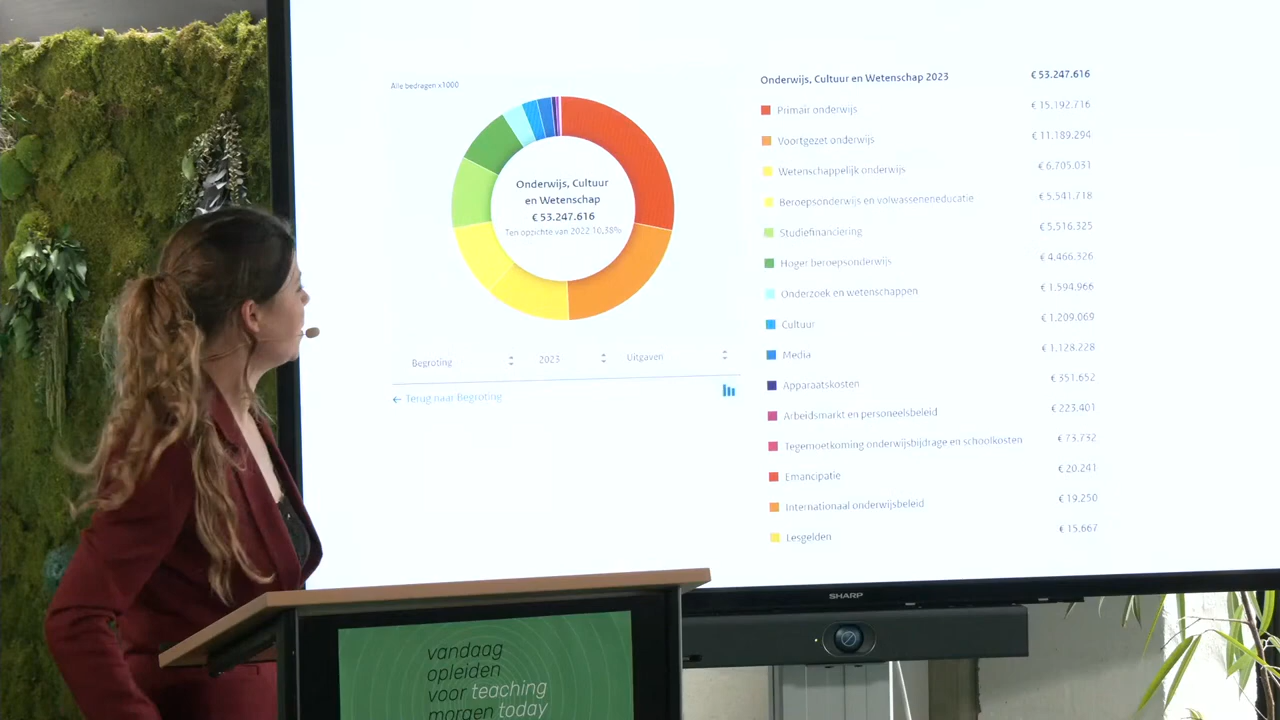 Alle bedragen x1000
Onderwijs, Cultuur
en Wetenschap
€ 53.247.616
Ten opzichte van 2022 10,38%
Begroting
2023
Uitgaven
← Terug naar Begroting
Onderwijs, Cultuur en Wetenschap 2023 € 53.247.616
Primair onderwijs € 15.192.716
Voortgezet onderwijs € 11.189.294
Wetenschappelijk onderwijs € 6.705.031
Beroepsonderwijs en volwasseneneducatie € 5.541.718
Studiefinanciering € 5.516.325
Hoger beroepsonderwijs € 4.466.326
Onderzoek en wetenschappen € 1.594.966
Cultuur € 1.209.069
Media € 1.128.228
Apparaatskosten € 351.652
Arbeidsmarkt en personeelsbeleid € 223.401
Tegemoetkoming onderwijsbijdrage en schoolkosten € 73.732
Emancipatie € 20.241
Internationaal onderwijsbeleid € 19.250
Lesgelden € 15.667
SHARP
vandaag
opleiden
voor teaching
morgen today